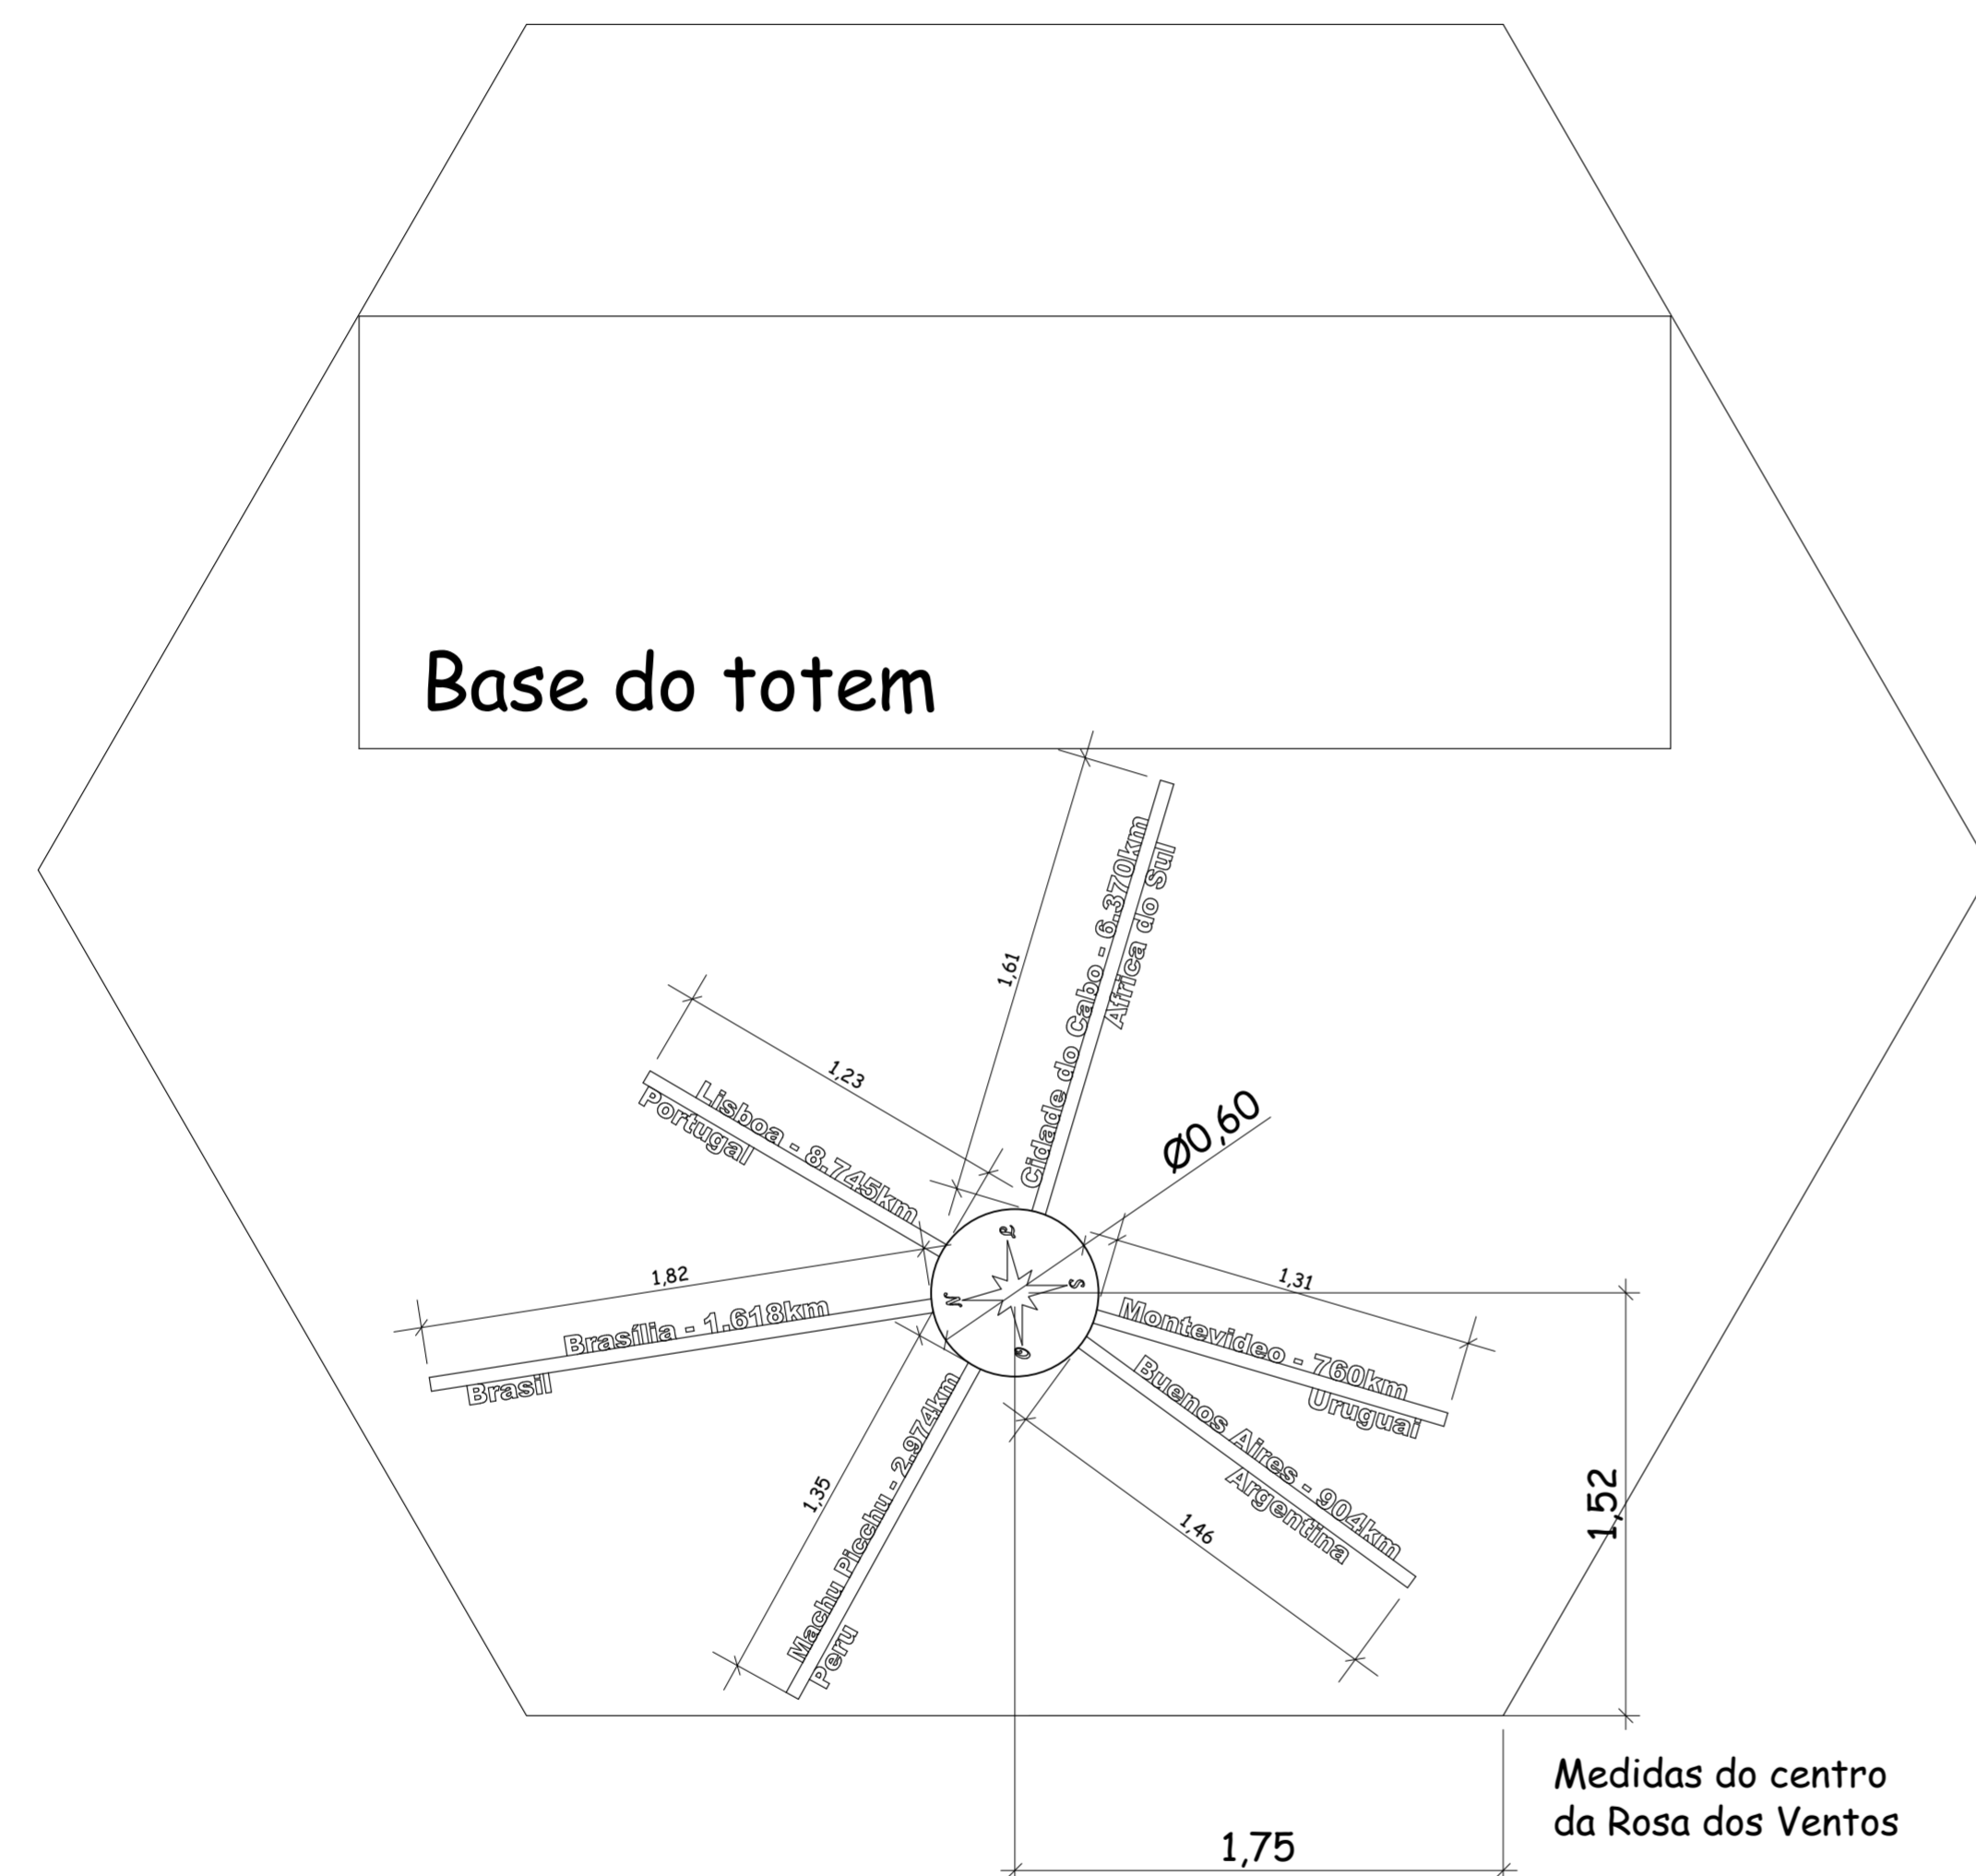 Base do totem
1,61
Cidade do Cabo - 6.370km
África do Sul
1,23
Lisboa - 8.745km
Portugal
Ø0,60
1,82
Brasília - 1.618km
Brasil
L
S
N
O
1,31
Montevideo - 760km
Uruguai
Buenos Aires - 904km
Argentina
1,46
1,35
Machu Picchu - 2.974km
Peru
1,52
1,75
Medidas do centro
da Rosa dos Ventos